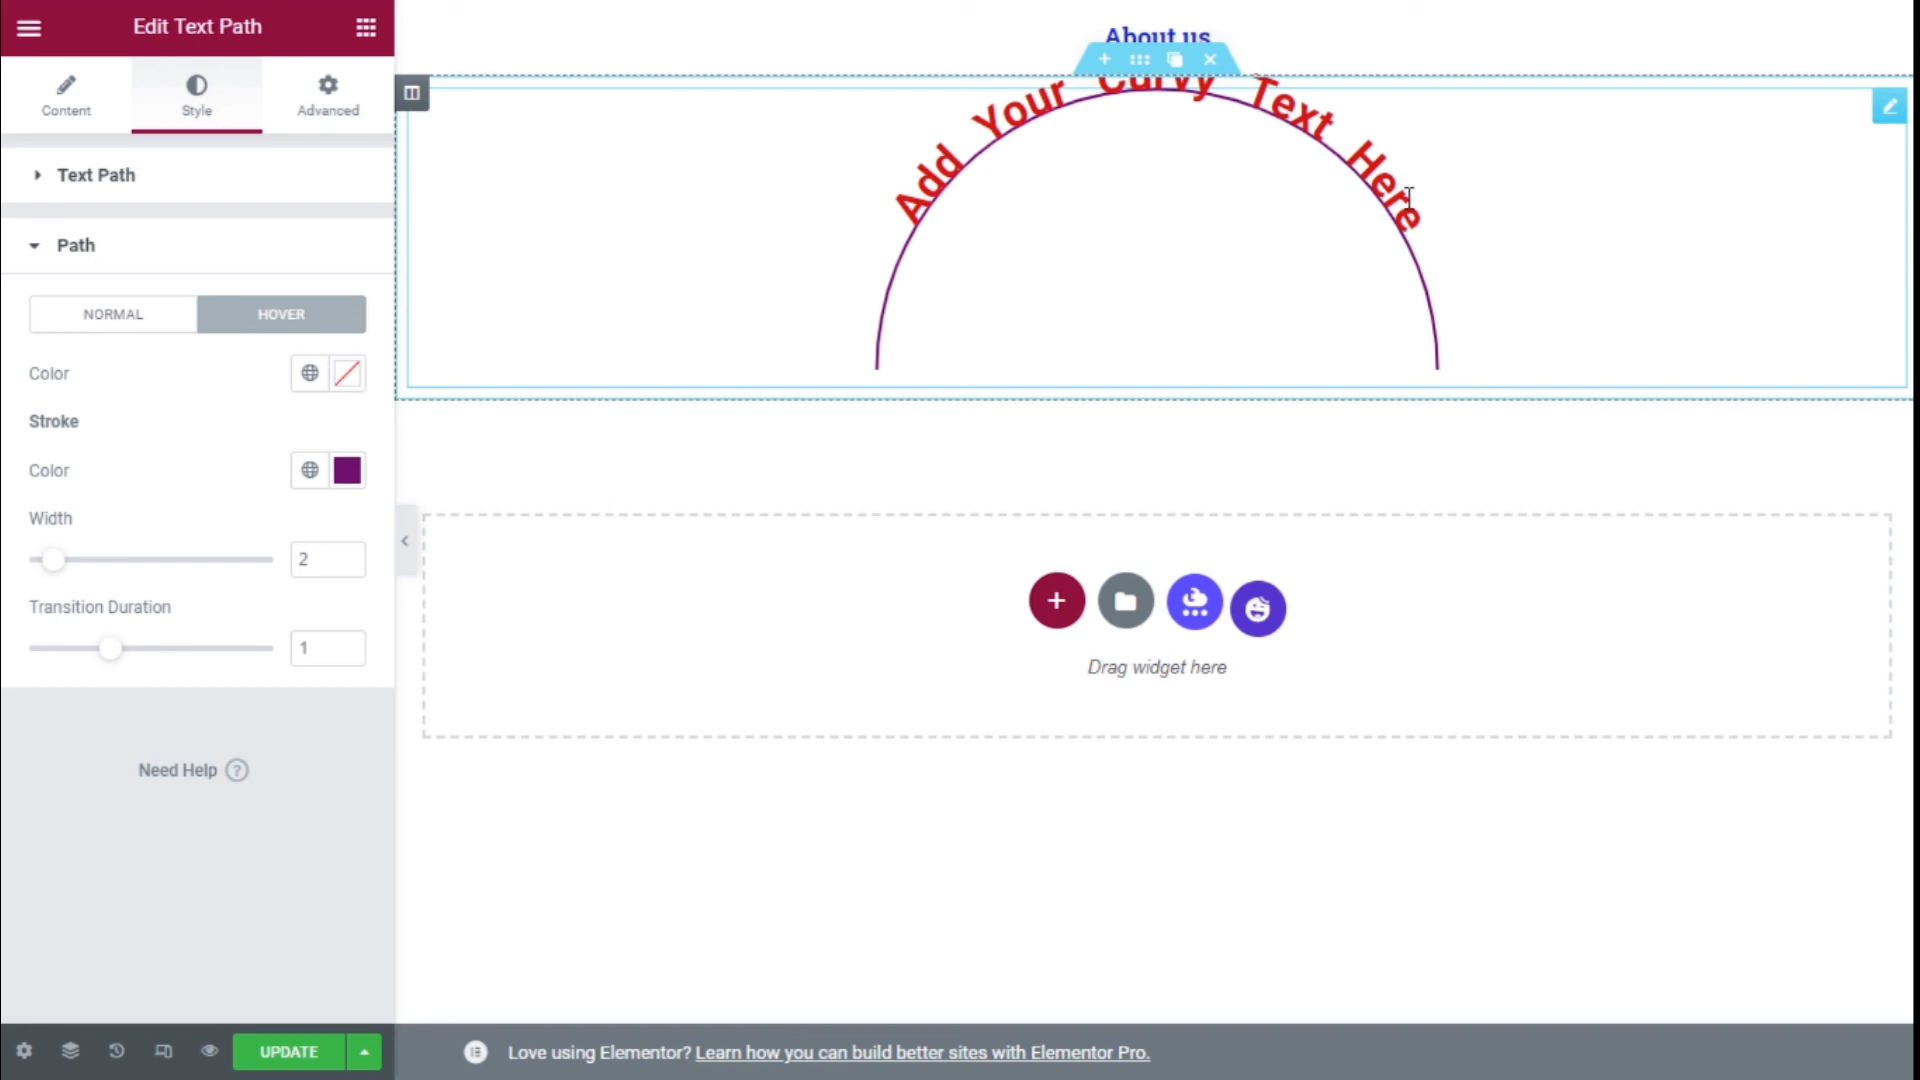 Edit Text Path
Content
Style
Advanced
Text Path
Path
NORMAL
HOVER
Color
Stroke
Color
Width
2
Transition Duration
1
Need Help ?
UPDATE
About us
Add Your Curvy Text Here
Drag widget here
Love using Elementor? Learn how you can build better sites with Elementor Pro.